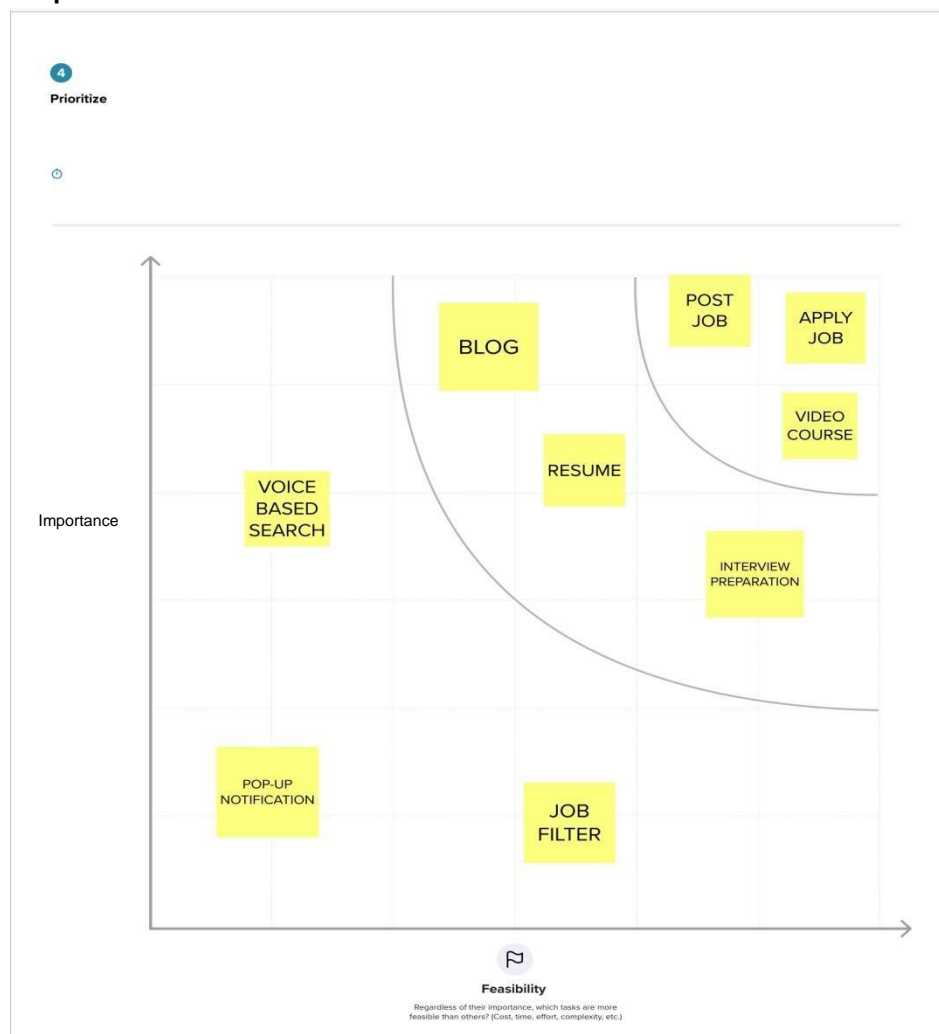 4
Prioritize
POST
JOB
APPLY
JOB
BLOG
VIDEO
COURSE
RESUME
VOICE
BASED
SEARCH
Importance
INTERVIEW
PREPARATION
POP-UP
NOTIFICATION
JOB
FILTER
Feasibility
Regardless of their importance, which tasks are more
feasible than others? (Cost, time, effort, complexity, etc.)